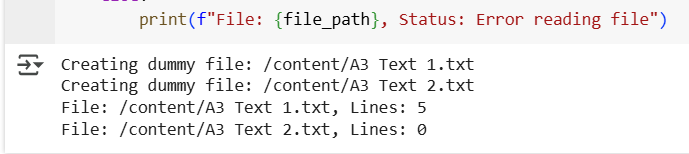 print(f"File: {file_path}, Status: Error reading file")
Creating dummy file: /content/A3 Text 1.txt
Creating dummy file: /content/A3 Text 2.txt
File: /content/A3 Text 1.txt, Lines: 5
File: /content/A3 Text 2.txt, Lines: 0